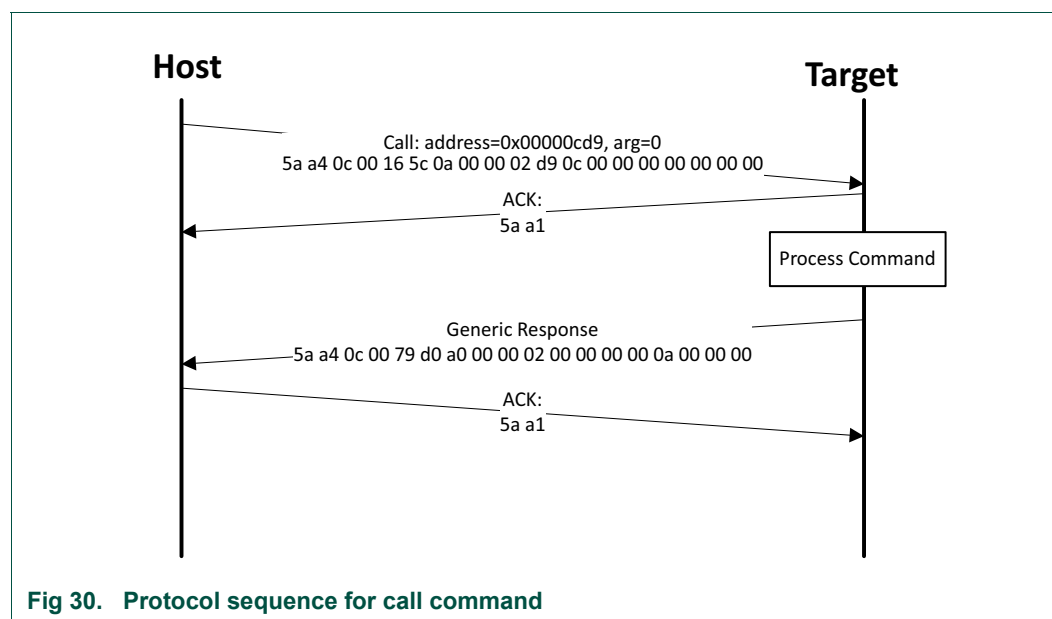 Host
Target
Call: address=0x00000cd9, arg=0
5a a4 0c 00 16 5c 0a 00 00 02 d9 0c 00 00 00 00 00 00 00
ACK:
5a a1
Process Command
Generic Response
5a a4 0c 00 79 d0 a0 00 00 02 00 00 00 00 0a 00 00 00
ACK:
5a a1
Fig 30. Protocol sequence for call command